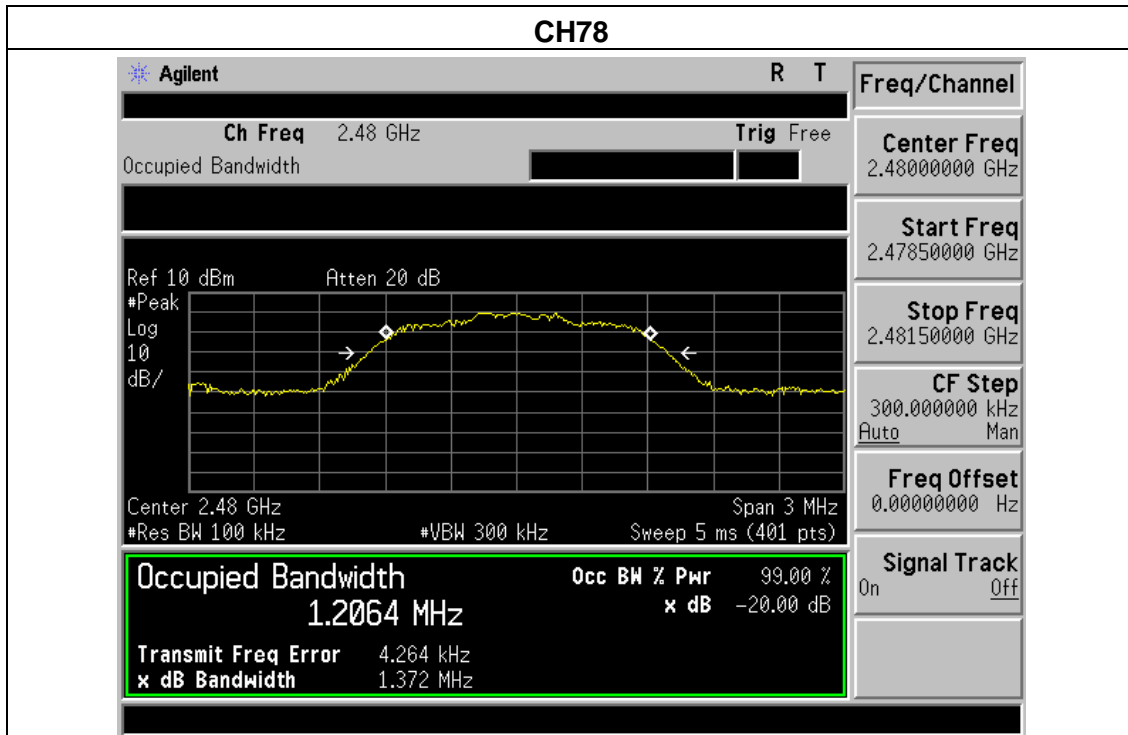 CH78
Agilent R T
Freq/Channel
Ch Freq 2.48 GHz Trig Free
Occupied Bandwidth
Center Freq
2.48000000 GHz
Start Freq
2.47850000 GHz
Stop Freq
2.48150000 GHz
CF Step
300.000000 kHz
Auto Man
Freq Offset
0.00000000 Hz
Signal Track
On Off
Ref 10 dBm Atten 20 dB
#Peak
Log
10
dB/
Center 2.48 GHz Span 3 MHz
#Res BW 100 kHz #VBW 300 kHz Sweep 5 ms (401 pts)
Occupied Bandwidth Occ BW % Pwr 99.00 %
1.2064 MHz x dB -20.00 dB
Transmit Freq Error 4.264 kHz
x dB Bandwidth 1.372 MHz